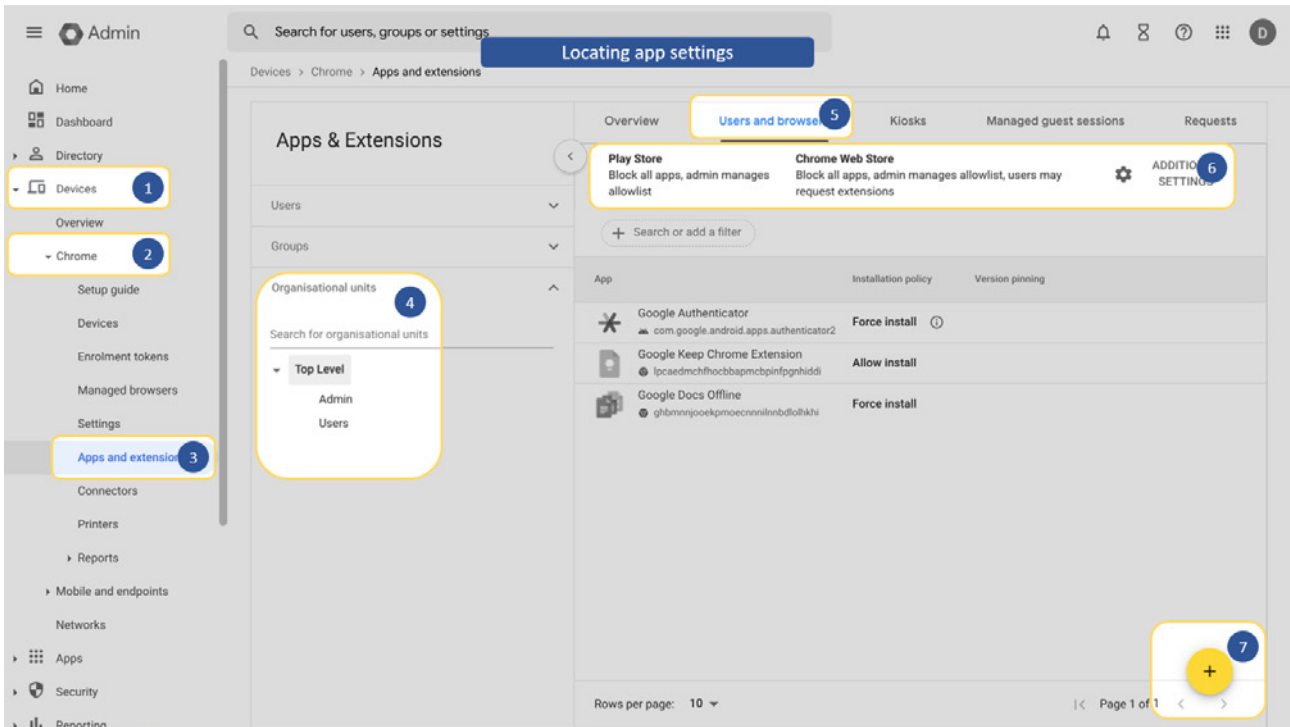 Admin
Search for users, groups or settings
Locating app settings
D
Devices > Chrome > Apps and extensions
Home
Dashboard
Directory
Devices
1
Overview
Chrome
2
Setup guide
Devices
Enrolment tokens
Managed browsers
Settings
Apps and extension
3
Connectors
Printers
Reports
Mobile and endpoints
Networks
Apps
Security
Reporting
Apps & Extensions
Users
Groups
Organisational units
4
Search for organisational units
Top Level
Admin
Users
Overview
Users and browse
5
Kiosks
Managed guest sessions
Requests
Play Store
Block all apps, admin manages
allowlist
Chrome Web Store
Block all apps, admin manages allowlist, users may
request extensions
ADDITIO
6
SETTINGS
+ Search or add a filter
App
Installation policy
Version pinning
Google Authenticator
com.google.android.apps.authenticator2
Force install
Google Keep Chrome Extension
lpcaedmchfhocbbapmcbpinfpgnhiddi
Allow install
Google Docs Offline
ghbmnnjooekpmoecnnnilnnbdlolhkhi
Force install
7
+
Rows per page: 10
Page 1 of 1